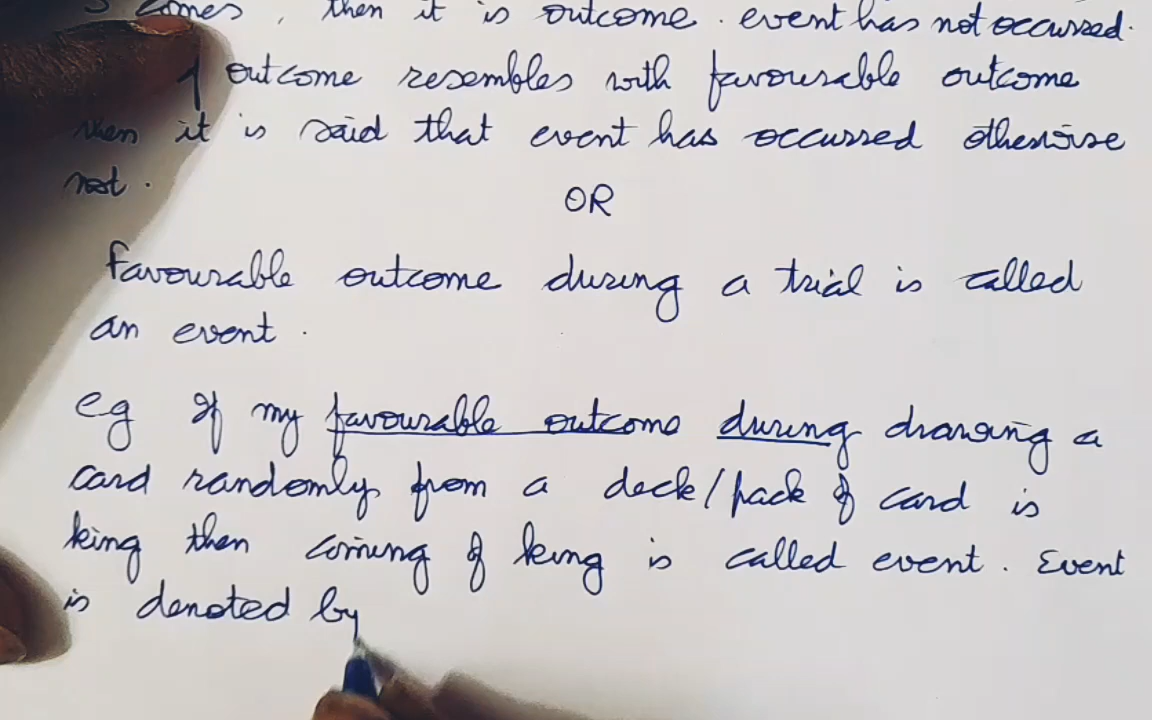 comes, then it is outcome. event has not occurred.
If outcome resembles with favourable outcome
then it is said that event has occurred otherwise
not.
OR
favourable outcome during a trial is called
an event.
eg If my favourable outcome during drawing a
card randomly from a deck/pack of card is
king then coming of king is called event. Event
is denoted by